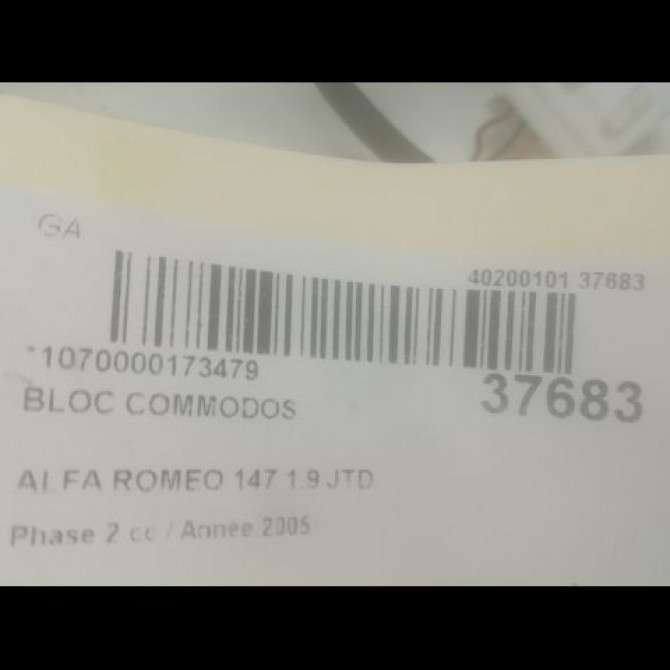 GA
40200101 37683
*1070000173479
37683
BLOC COMMODOS
ALFA ROMEO 147 1.9 JTD
Phase 2 cc / Année 2005